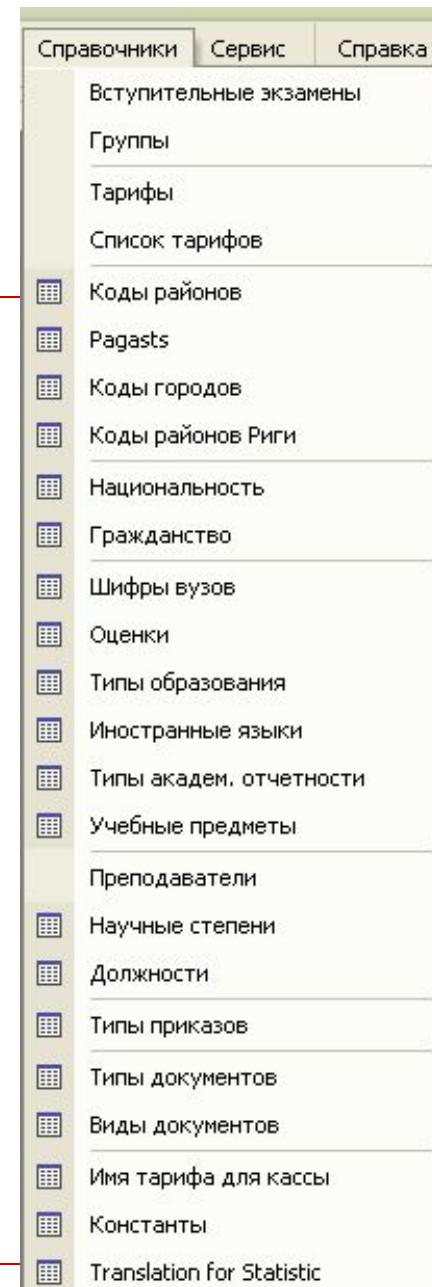 Справочники Сервис Справка
Вступительные экзамены
Группы
Тарифы
Список тарифов
Коды районов
Pagasts
Коды городов
Коды районов Риги
Национальность
Гражданство
Шифры вузов
Оценки
Типы образования
Иностранные языки
Типы академ. отчетности
Учебные предметы
Преподаватели
Научные степени
Должности
Типы приказов
Типы документов
Виды документов
Имя тарифа для кассы
Константы
Translation for Statistic